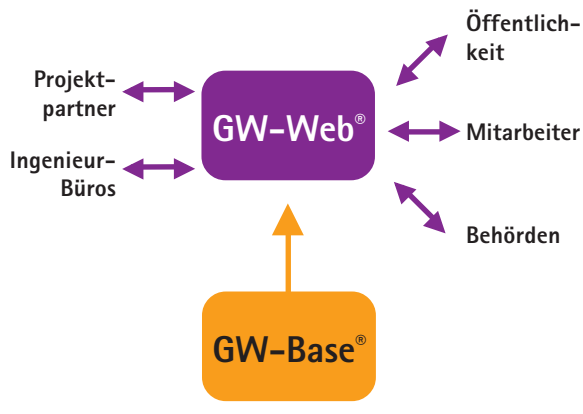 Öffentlich-
keit
Projekt-
partner
GW-Web®
Mitarbeiter
Ingenieur-
Büros
Behörden
GW-Base®